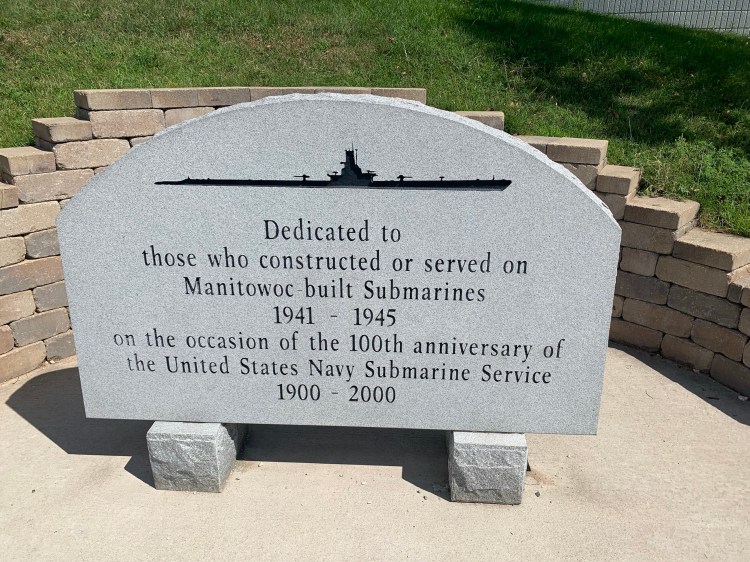 Dedicated to
those who constructed or served on
Manitowoc-built Submarines
1941 - 1945
on the occasion of the 100th anniversary of
the United States Navy Submarine Service
1900 - 2000